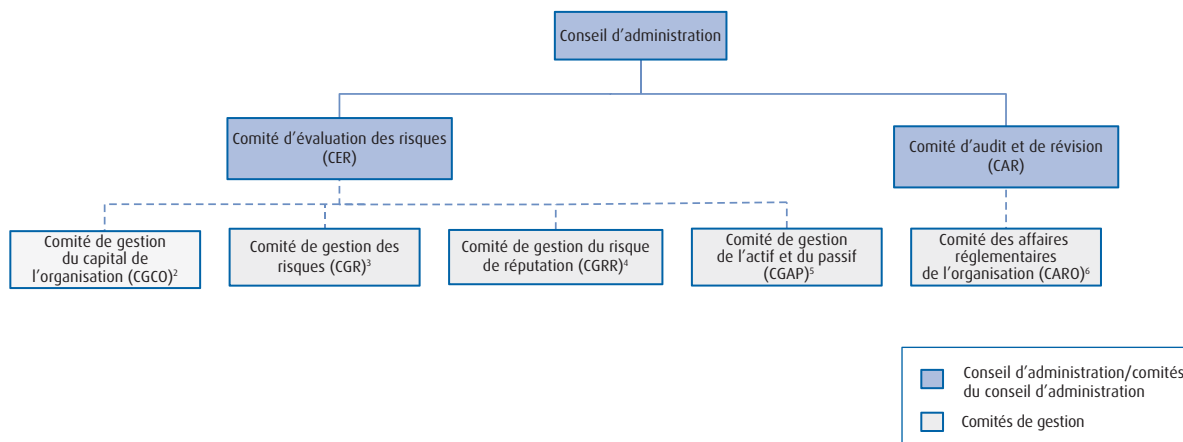 Conseil d'administration
Comité d'évaluation des risques
(CER)
Comité d'audit et de révision
(CAR)
Comité de gestion
du capital de
l'organisation (CGCO)²
Comité de gestion des
risques (CGR)³
Comité de gestion du risque
de réputation (CGRR)⁴
Comité de gestion
de l'actif et du passif
(CGAP)⁵
Comité des affaires
réglementaires
de l'organisation (CARO)⁶
Conseil d'administration/comités
du conseil d'administration
Comités de gestion